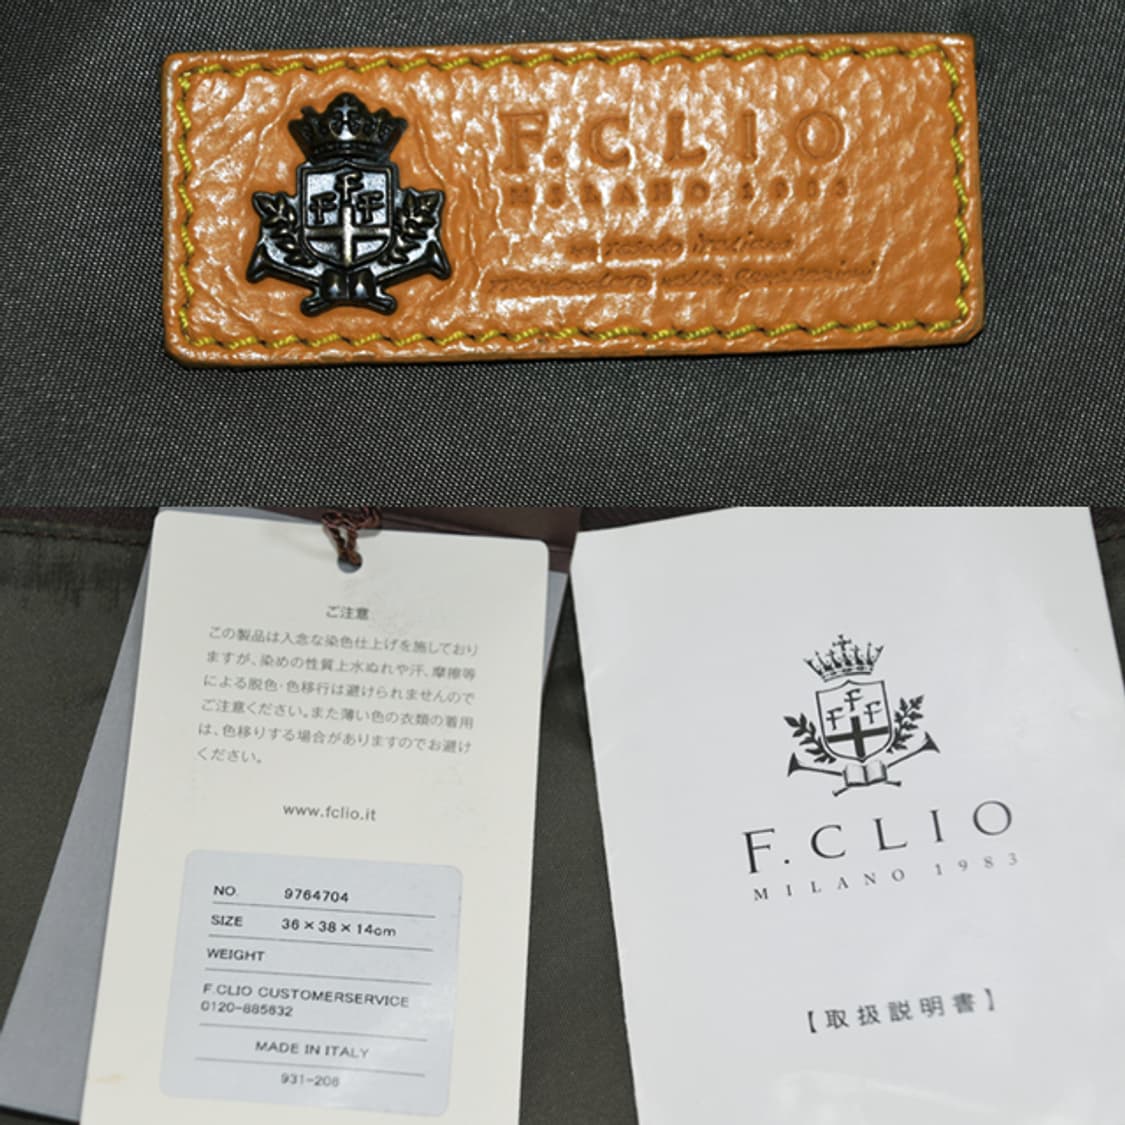 F.CLIO
MILANO 1983
F
F F
ご注意
この製品は入念な染色仕上げを施しており
ますが、染めの性質上水ぬれや汗、摩擦等
による脱色・色移行は避けられませんので
ご注意ください。また薄い色の衣類の着用
は、色移りする場合がありますのでお避け
ください。
www.fclio.it
NO. 9764704
SIZE 36×38×14cm
WEIGHT
F.CLIO CUSTOMERSERVICE
0120-885632
MADE IN ITALY
931-208
F
F F
F.CLIO
MILANO 1983
【取扱説明書】